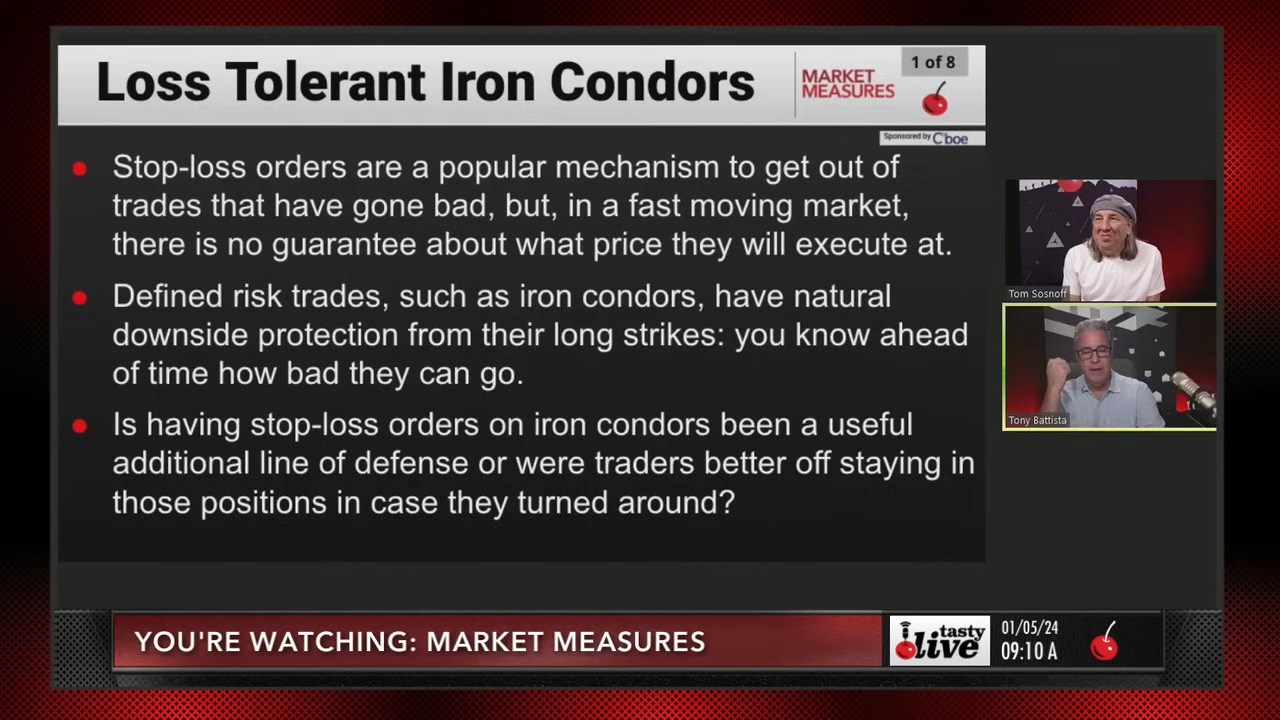 Loss Tolerant Iron Condors
MARKET
MEASURES
1 of 8
Sponsored by Cboe
Stop-loss orders are a popular mechanism to get out of
trades that have gone bad, but, in a fast moving market,
there is no guarantee about what price they will execute at.
Defined risk trades, such as iron condors, have natural
downside protection from their long strikes: you know ahead
of time how bad they can go.
Is having stop-loss orders on iron condors been a useful
additional line of defense or were traders better off staying in
those positions in case they turned around?
Tom Sosnoff
Tony Battista
YOU'RE WATCHING: MARKET MEASURES
tasty
live
01/05/24
09:10 A